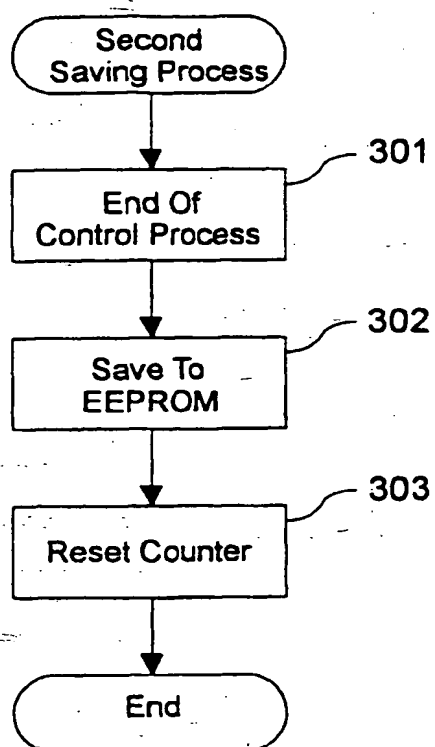 Second
Saving Process
301
End Of
Control Process
302
Save To
EEPROM
303
Reset Counter
End